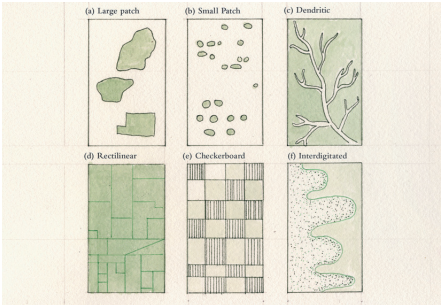 (a) Large patch
(b) Small Patch
(c) Dendritic
(d) Rectilinear
(e) Checkerboard
(f) Interdigitated